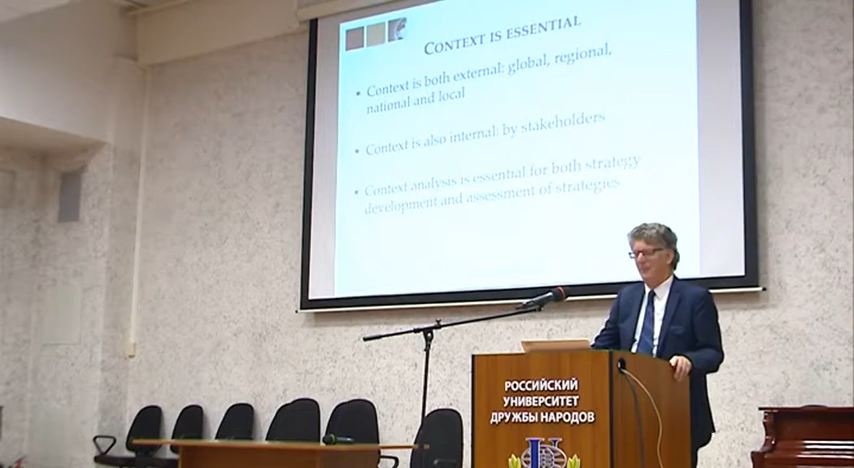 CONTEXT IS ESSENTIAL
• Context is both external: global, regional,
national and local
• Context is also internal: by stakeholders
• Context analysis is essential for both strategy
development and assessment of strategies
РОССИЙСКИЙ
УНИВЕРСИТЕТ
ДРУЖБЫ НАРОДОВ